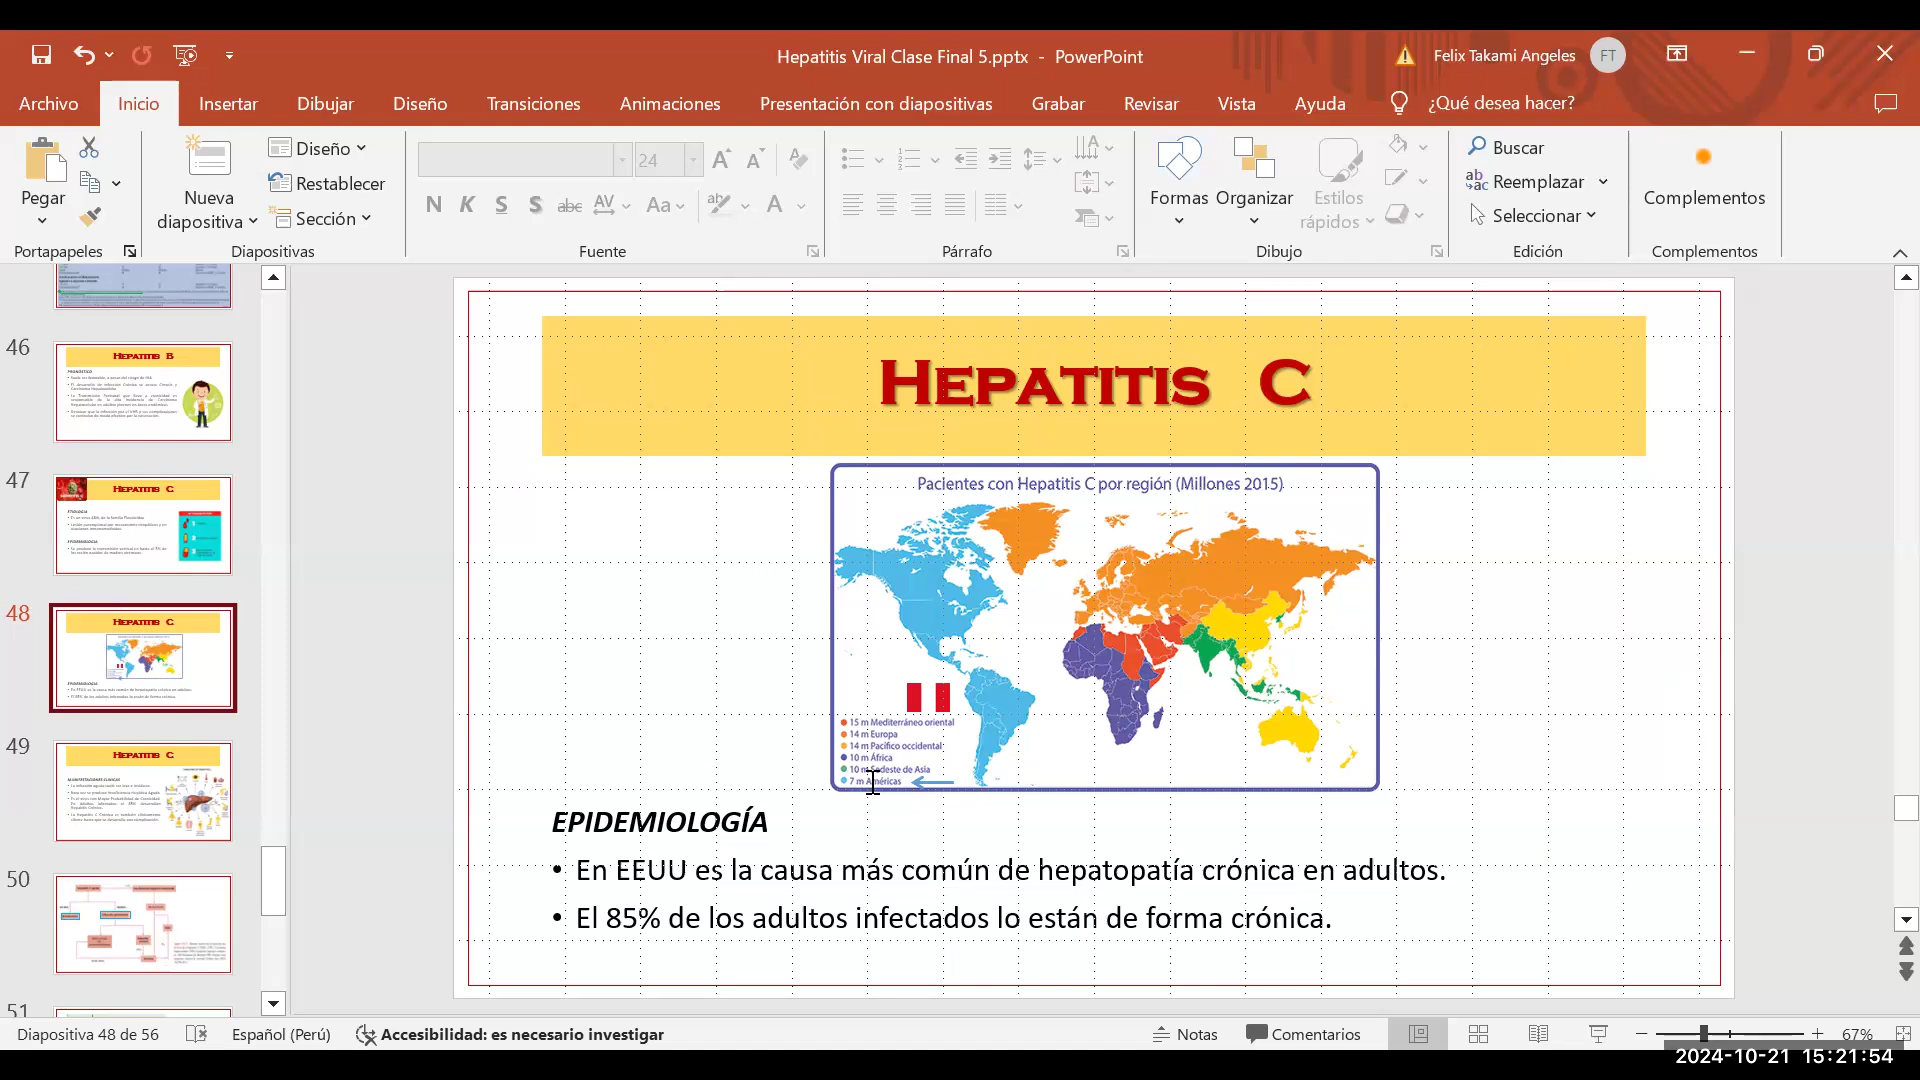 Hepatitis Viral Clase Final 5.pptx - PowerPoint
Felix Takami Angeles
FT
Archivo Inicio Insertar Dibujar Diseño Transiciones Animaciones Presentación con diapositivas Grabar Revisar Vista Ayuda ¿Qué desea hacer?
Pegar
Nueva
diapositiva
Diseño
Restablecer
Sección
24
N K S S abc AV Aa A
Formas
Organizar
Estilos
rápidos
Buscar
Reemplazar
Seleccionar
Complementos
Portapapeles Diapositivas Fuente Párrafo Dibujo Edición Complementos
46
Hepatitis B
47
Hepatitis C
48
Hepatitis C
49
Hepatitis C
50
51
Hepatitis C
Pacientes con Hepatitis C por región (Millones 2015)
15 m Mediterráneo oriental
14 m Europa
14 m Pacífico occidental
10 m África
10 m Sudeste de Asia
7 m Américas
EPIDEMIOLOGÍA
• En EEUU es la causa más común de hepatopatía crónica en adultos.
• El 85% de los adultos infectados lo están de forma crónica.
Diapositiva 48 de 56 Español (Perú) Accesibilidad: es necesario investigar Notas Comentarios 67%
2024-10-21 15:21:54